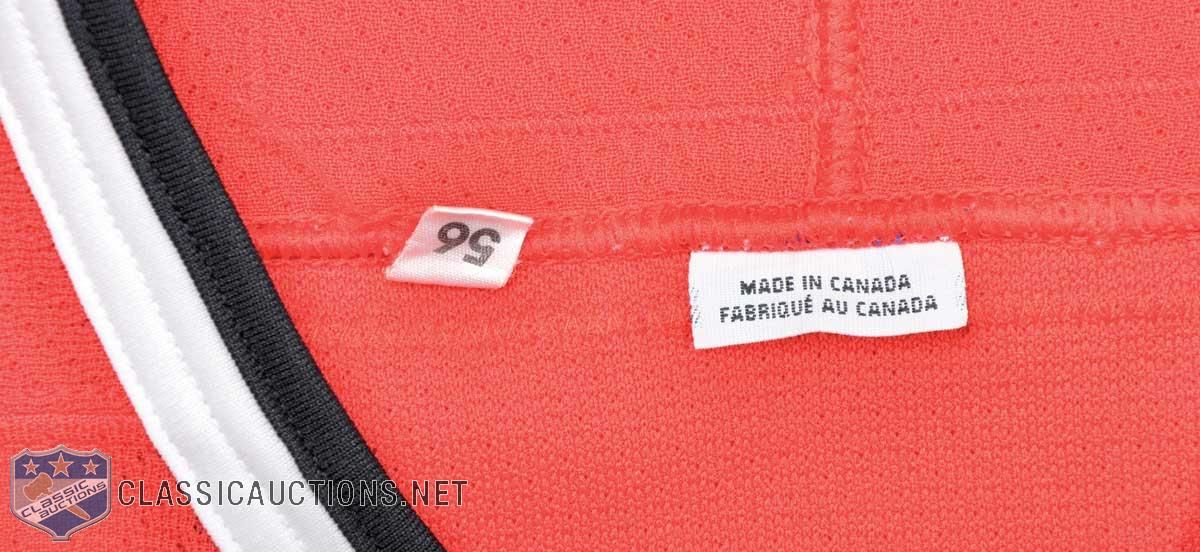 56
MADE IN CANADA
FABRIQUÉ AU CANADA
CLASSIC
AUCTIONS
CLASSICAUCTIONS.NET